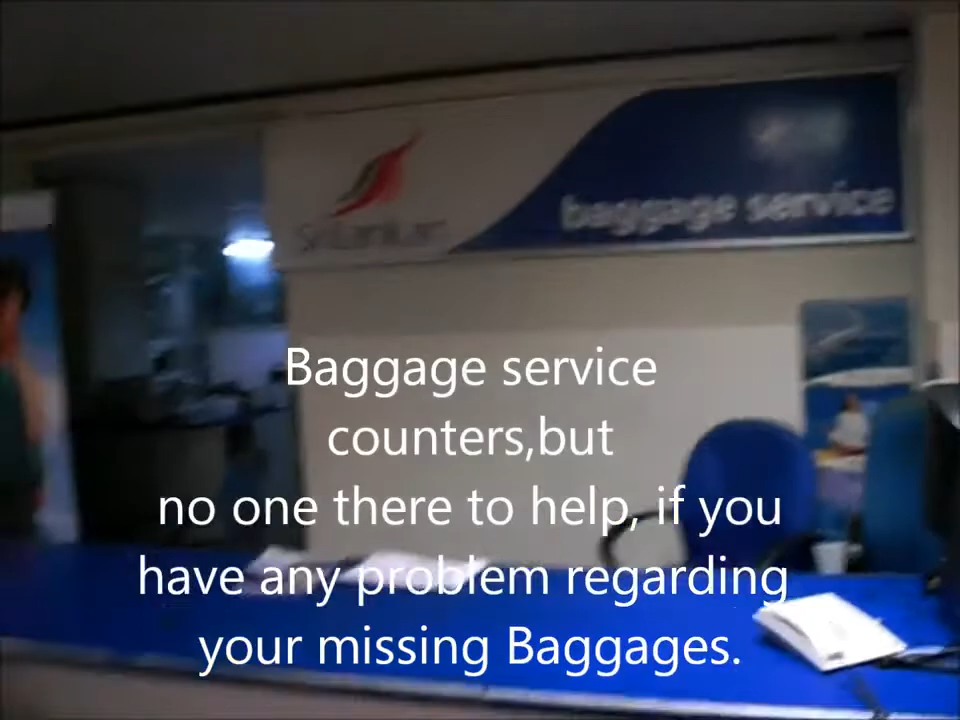 SriLankan
baggage service
Baggage service
counters,but
no one there to help, if you
have any problem regarding
your missing Baggages.